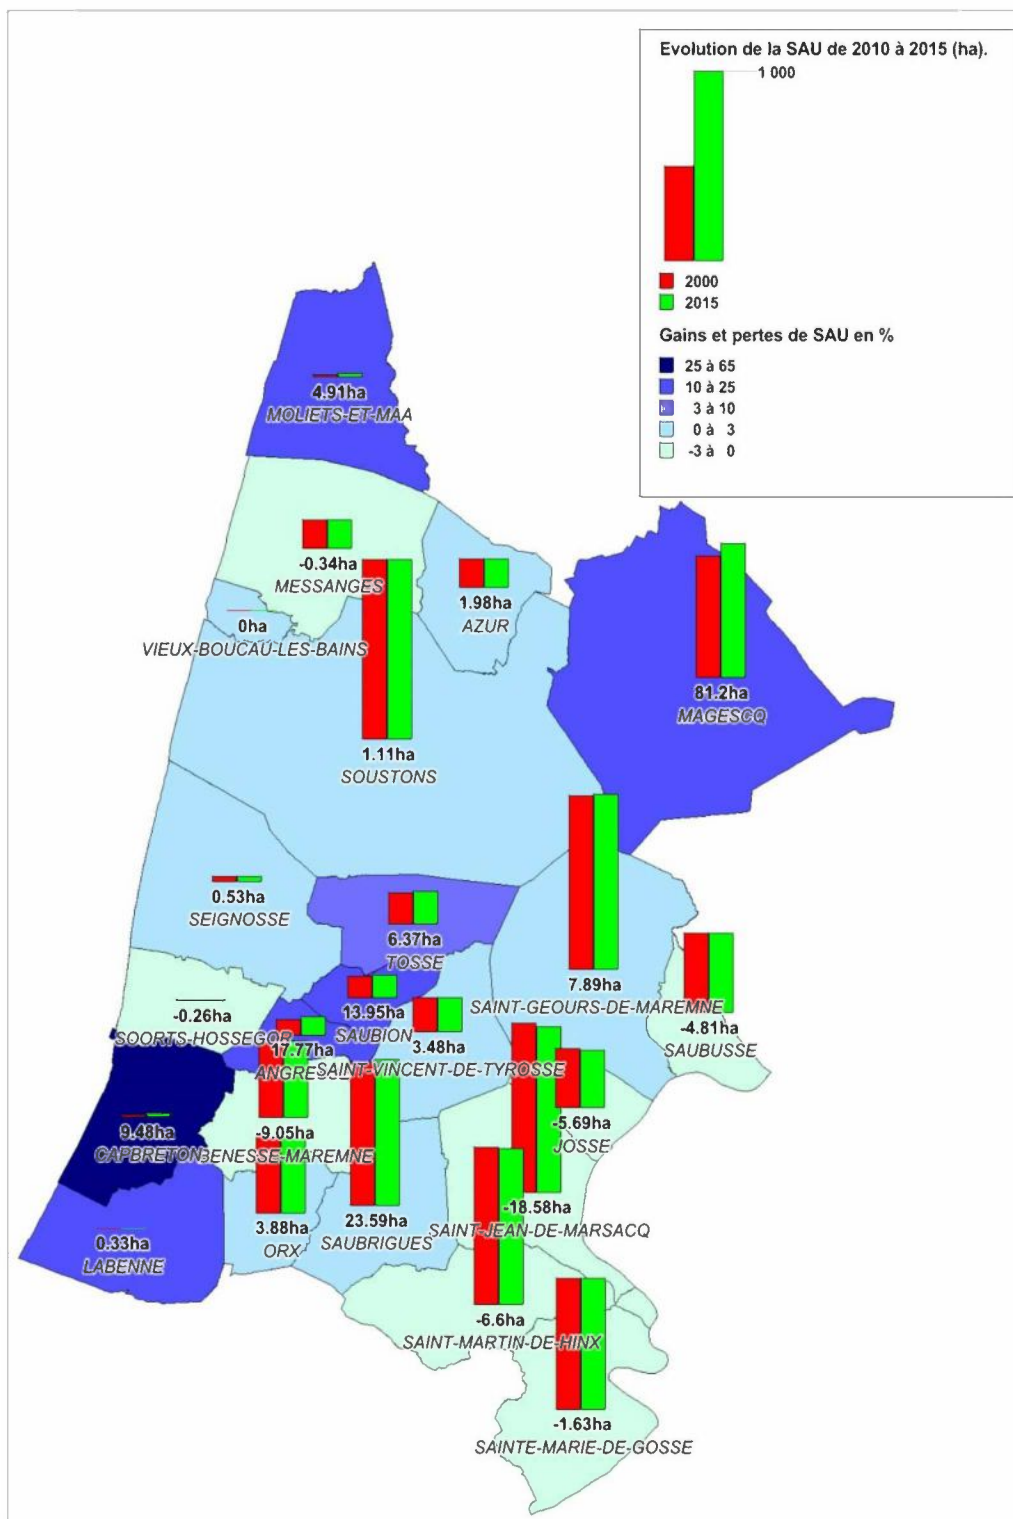 Evolution de la SAU de 2010 à 2015 (ha).
1 000
2000
2015
Gains et pertes de SAU en %
25 à 65
10 à 25
3 à 10
0 à 3
-3 à 0
4.91ha
MOLIETS-ET-MAA
-0.34ha
MESSANGES
1.98ha
AZUR
0ha
VIEUX-BOUCAU-LES-BAINS
81.2ha
MAGESCQ
1.11ha
SOUSTONS
0.53ha
SEIGNOSSE
6.37ha
TOSSE
7.89ha
SAINT-GEOURS-DE-MAREMNE
-4.81ha
SAUBUSSE
-0.26ha
SOORTS-HOSSEGOR
13.95ha
SAUBION
3.48ha
SAINT-VINCENT-DE-TYROSSE
17.77ha
ANGRESSE
9.48ha
CAPBRETON
-9.05ha
BENESSE-MAREMNE
-5.69ha
JOSSE
-18.58ha
SAINT-JEAN-DE-MARSACQ
3.88ha
ORX
23.59ha
SAUBRIGUES
0.33ha
LABENNE
-6.6ha
SAINT-MARTIN-DE-HINX
-1.63ha
SAINTE-MARIE-DE-GOSSE